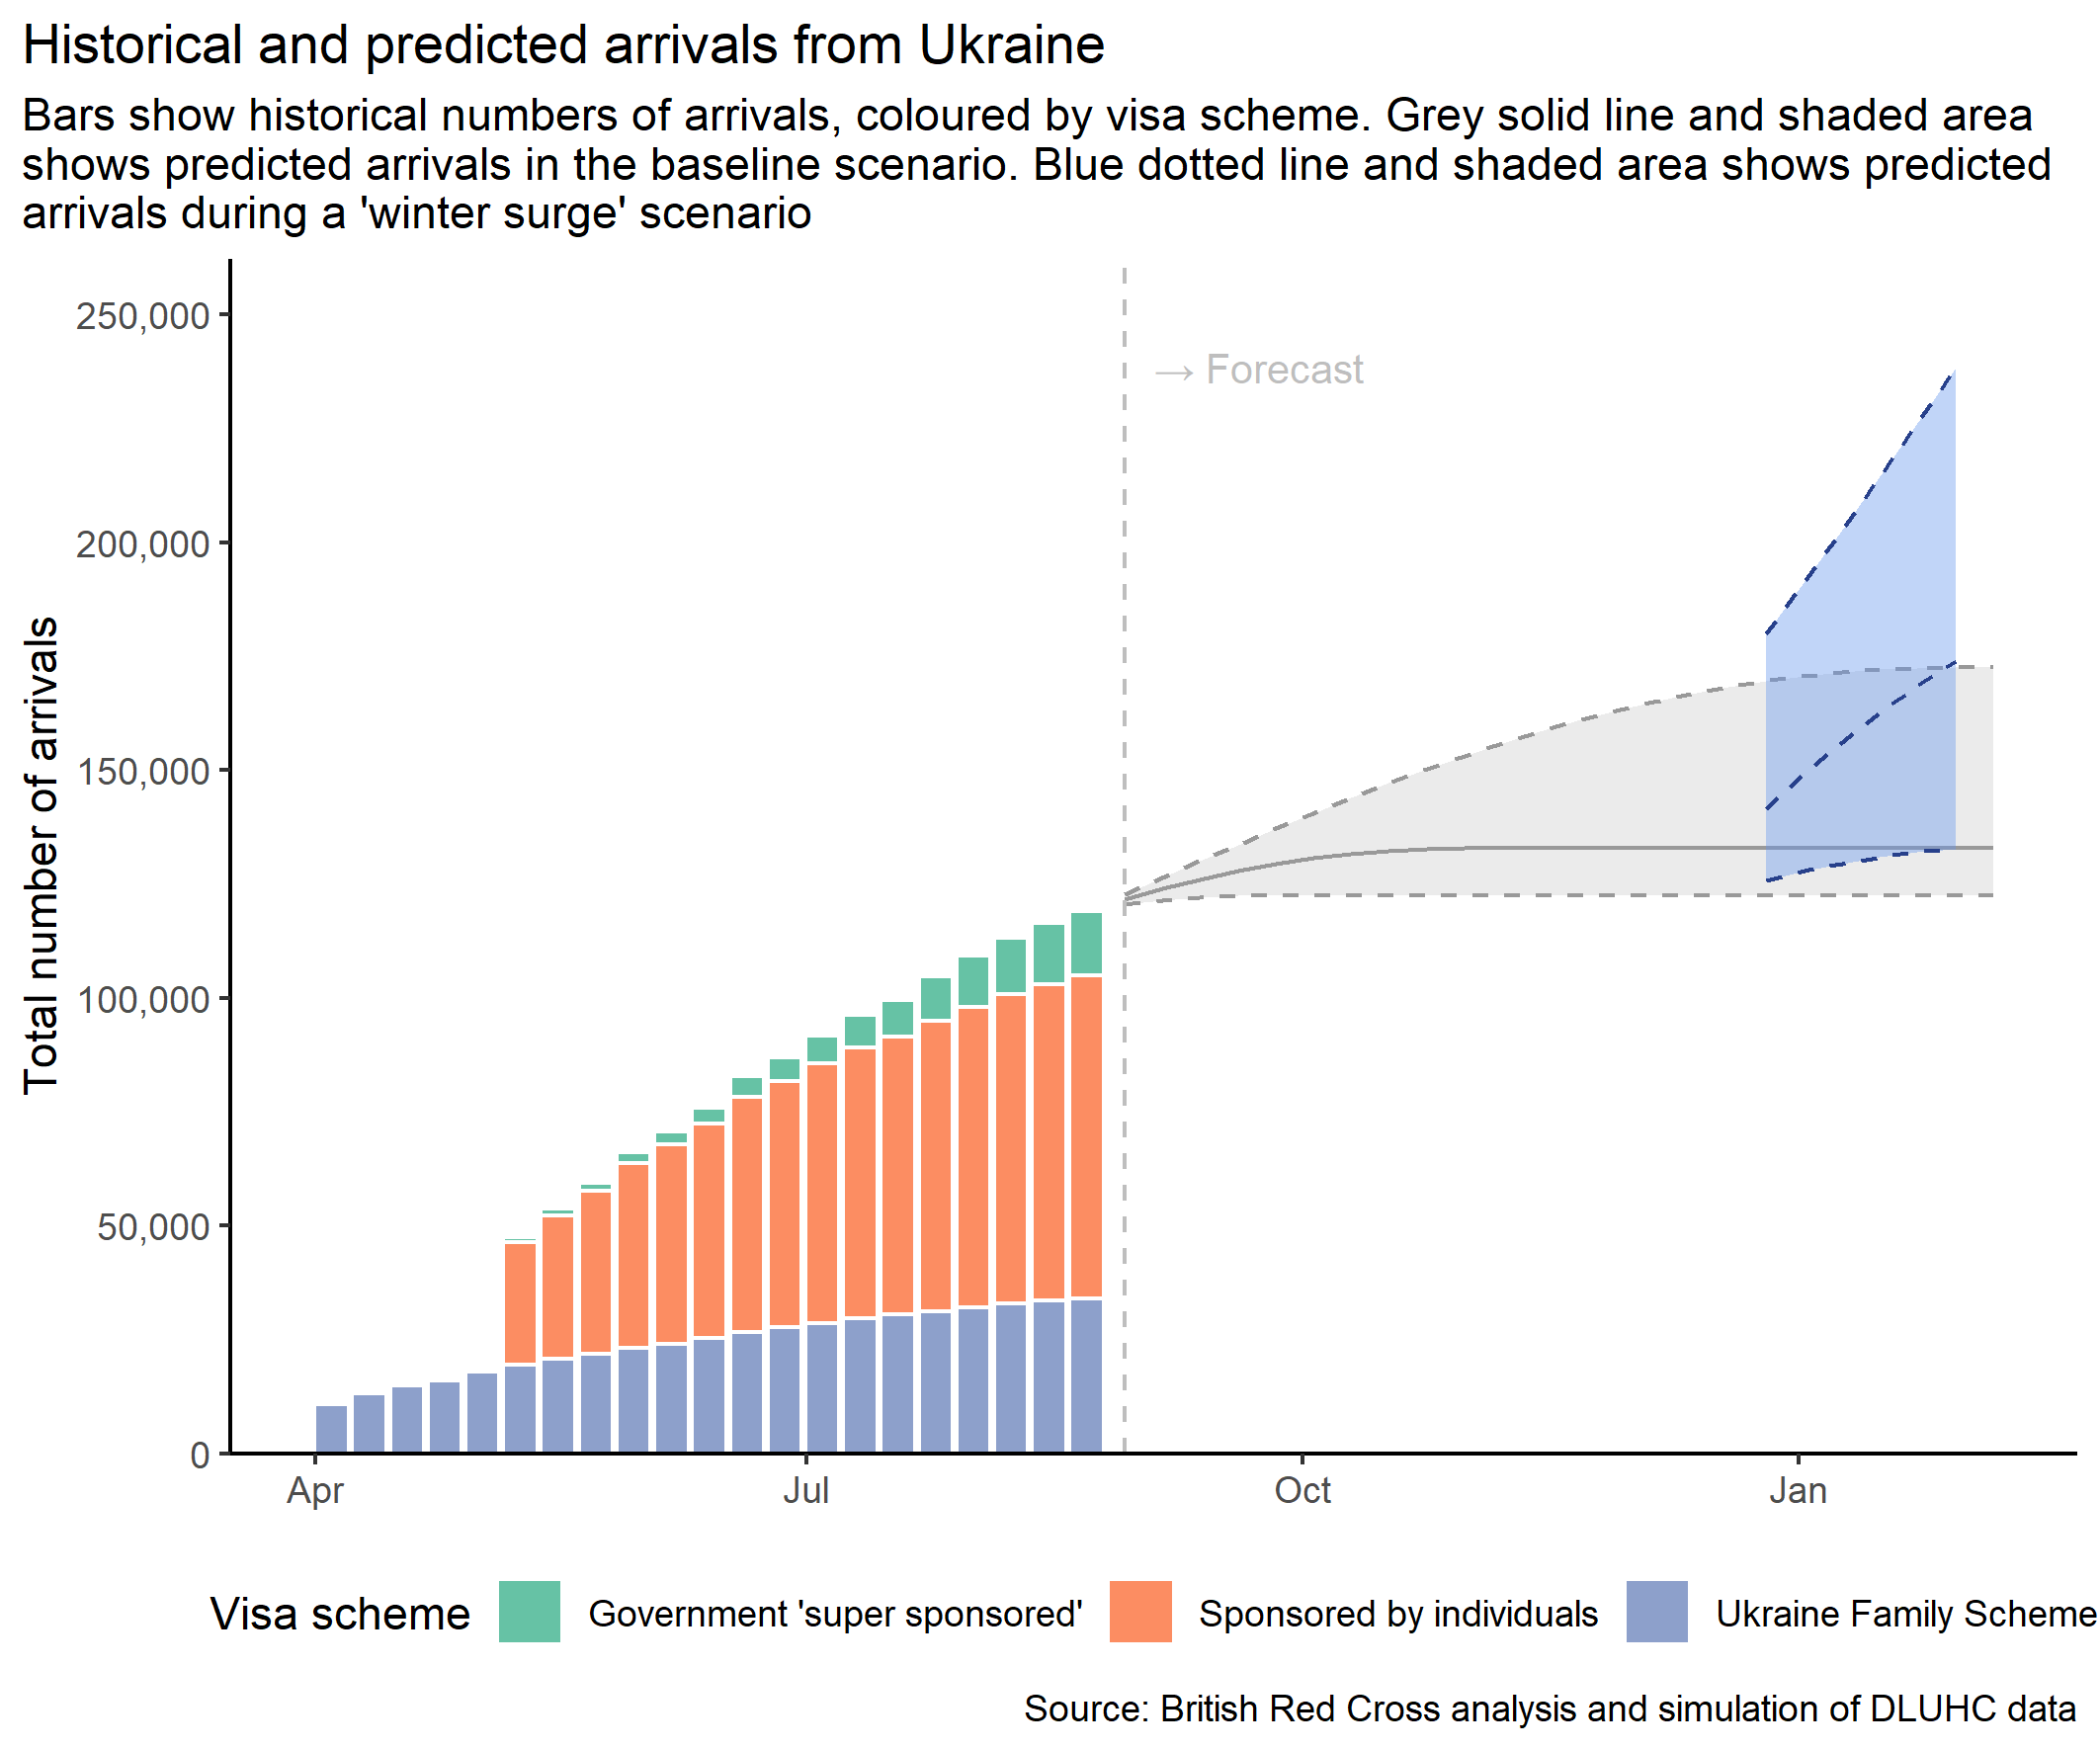 Historical and predicted arrivals from Ukraine
Bars show historical numbers of arrivals, coloured by visa scheme. Grey solid line and shaded area
shows predicted arrivals in the baseline scenario. Blue dotted line and shaded area shows predicted
arrivals during a 'winter surge' scenario
Total number of arrivals
250,000
200,000
150,000
100,000
50,000
0
→ Forecast
Apr
Jul
Oct
Jan
Visa scheme
Government 'super sponsored'
Sponsored by individuals
Ukraine Family Scheme
Source: British Red Cross analysis and simulation of DLUHC data